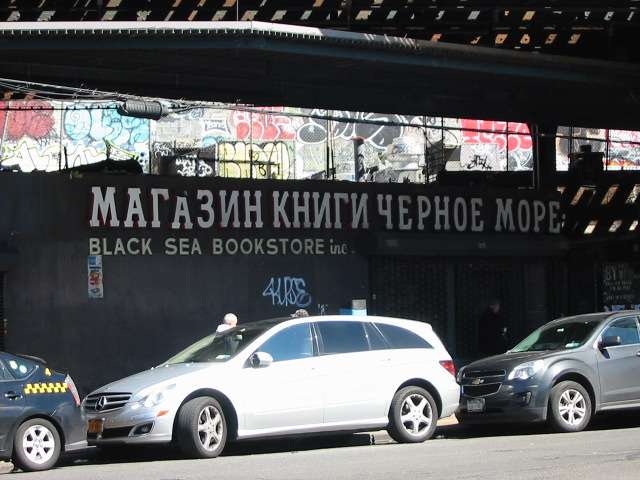 МАГАЗИН КНИГИ ЧЕРНОЕ МОРЕ
BLACK SEA BOOKSTORE inc.